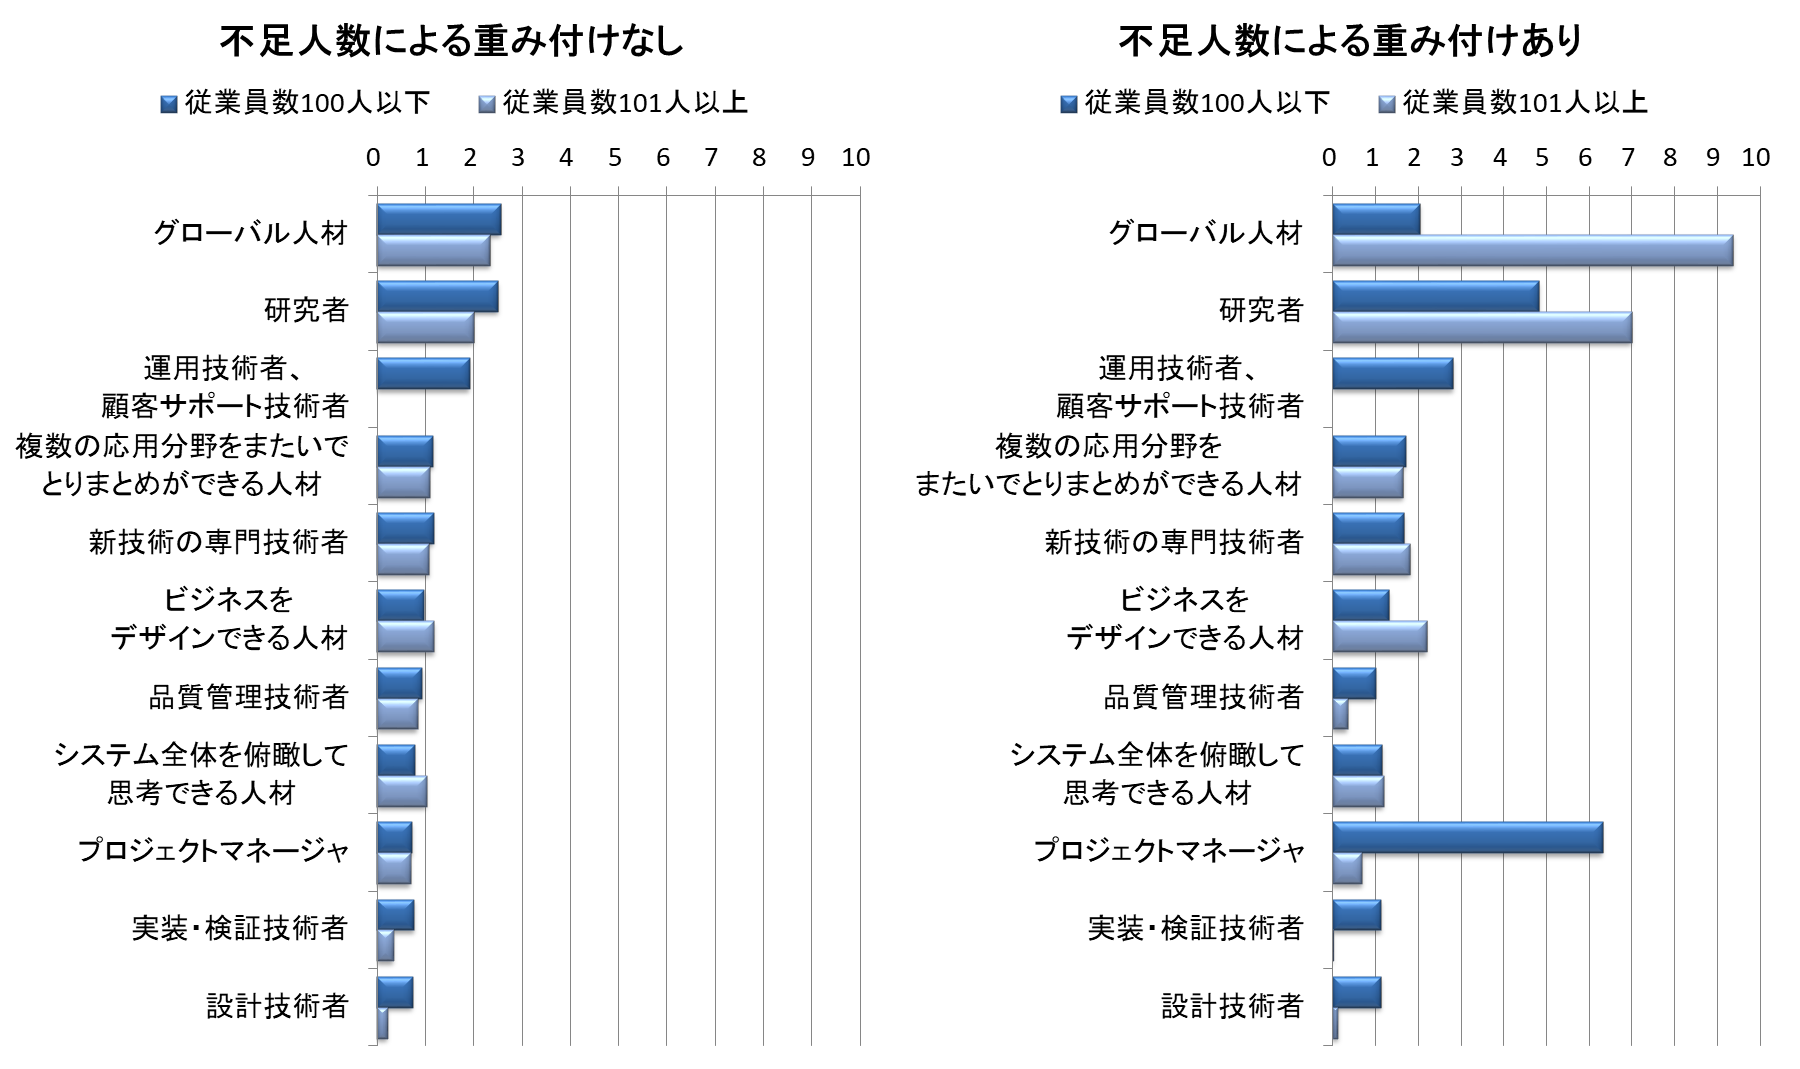 不足人数による重み付けなし
従業員数100人以下 従業員数101人以上
0 1 2 3 4 5 6 7 8 9 10
グローバル人材
研究者
運用技術者、
顧客サポート技術者
複数の応用分野をまたいで
とりまとめができる人材
新技術の専門技術者
ビジネスを
デザインできる人材
品質管理技術者
システム全体を俯瞰して
思考できる人材
プロジェクトマネージャ
実装・検証技術者
設計技術者
不足人数による重み付けあり
従業員数100人以下 従業員数101人以上
0 1 2 3 4 5 6 7 8 9 10
グローバル人材
研究者
運用技術者、
顧客サポート技術者
複数の応用分野を
またいでとりまとめができる人材
新技術の専門技術者
ビジネスを
デザインできる人材
品質管理技術者
システム全体を俯瞰して
思考できる人材
プロジェクトマネージャ
実装・検証技術者
設計技術者